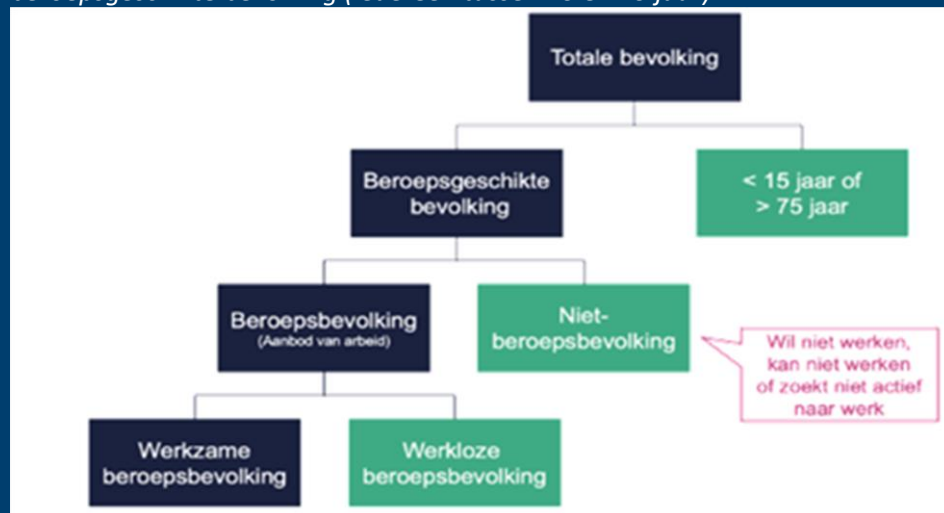 Totale bevolking
Beroepsgeschikte
bevolking
< 15 jaar of
> 75 jaar
Beroepsbevolking
(Aanbod van arbeid)
Niet-
beroepsbevolking
Wil niet werken,
kan niet werken
of zoekt niet actief
naar werk
Werkzame
beroepsbevolking
Werkloze
beroepsbevolking